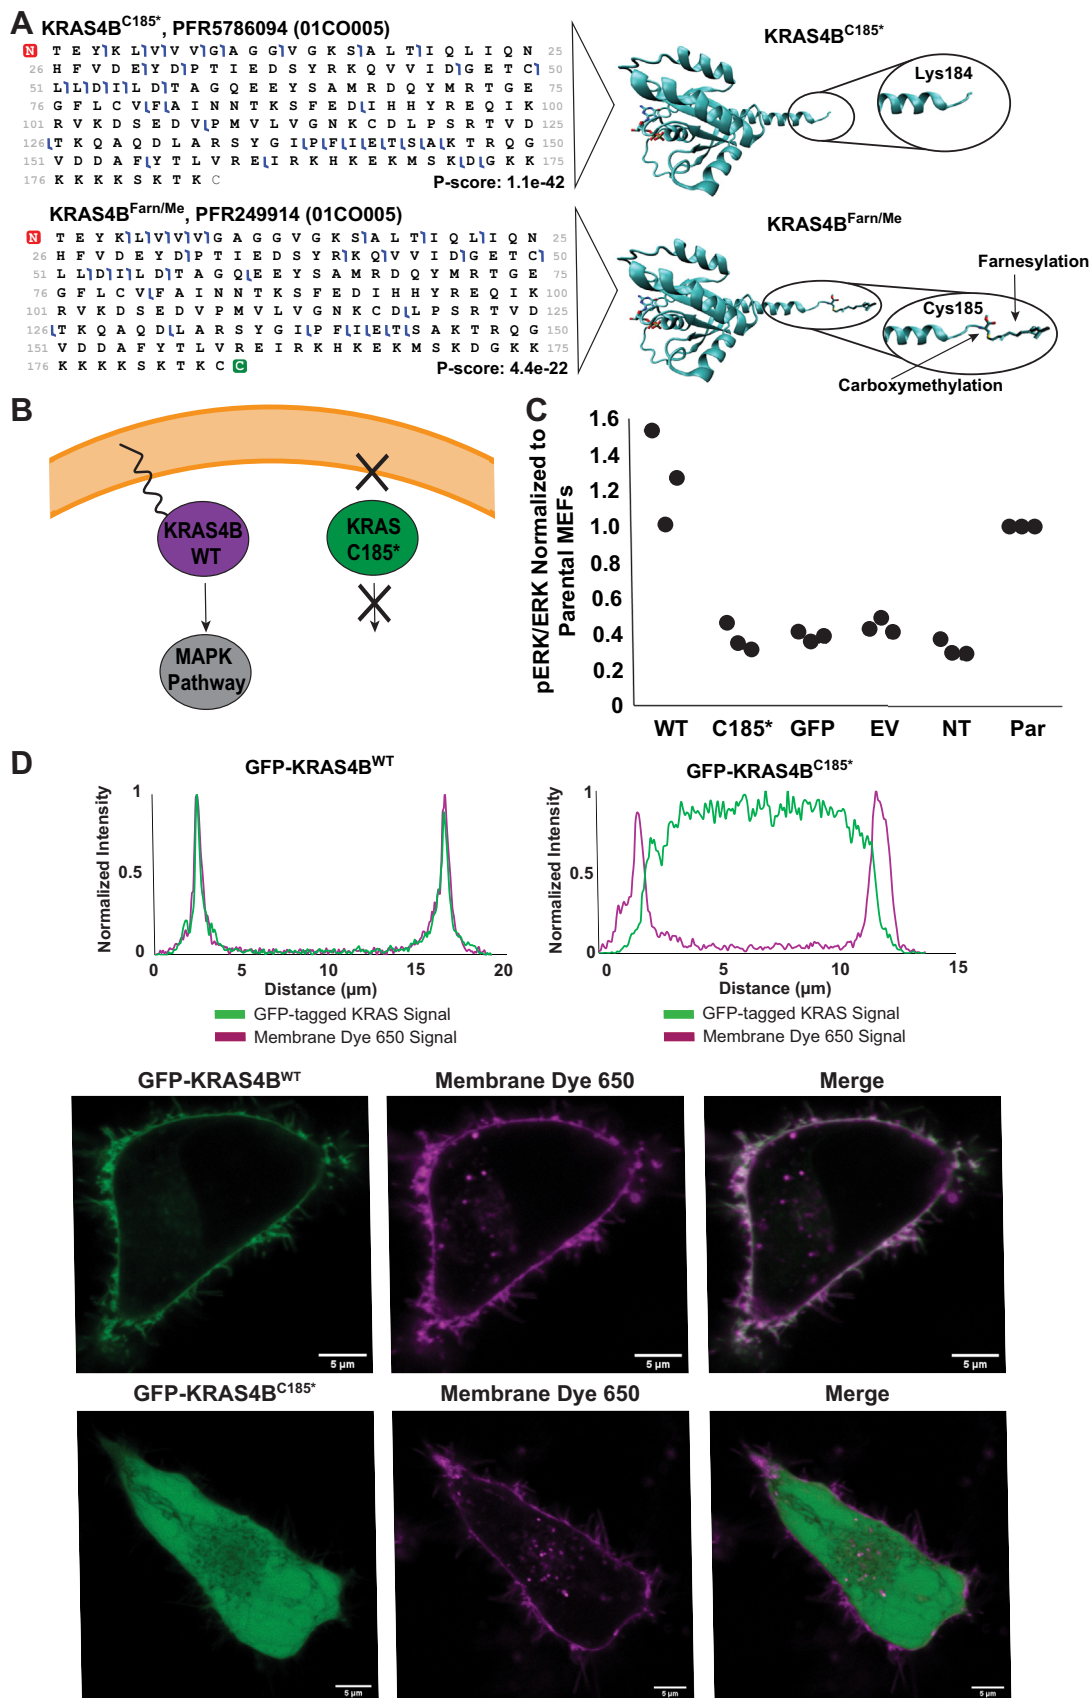 A
KRAS4B^C185*, PFR5786094 (01CO005)
N T E Y K L V V V G A G G V G K S A L T I Q L I Q N 25
26 H F V D E Y D P T I E D S Y R K Q V V I D G E T C 50
51 L L D I L D T A G Q E E Y S A M R D Q Y M R T G E 75
76 G F L C V F A I N N T K S F E D I H H Y R E Q I K 100
101 R V K D S E D V P M V L V G N K C D L P S R T V D 125
126 T K Q A Q D L A R S Y G I P F I E T S A K T R Q G 150
151 V D D A F Y T L V R E I R K H K E K M S K D G K K 175
176 K K K K S K T K C
P-score: 1.1e-42
KRAS4B^C185*
Lys184
KRAS4B^Farn/Me, PFR249914 (01CO005)
N T E Y K L V V V G A G G V G K S A L T I Q L I Q N 25
26 H F V D E Y D P T I E D S Y R K Q V V I D G E T C 50
51 L L D I L D T A G Q E E Y S A M R D Q Y M R T G E 75
76 G F L C V F A I N N T K S F E D I H H Y R E Q I K 100
101 R V K D S E D V P M V L V G N K C D L P S R T V D 125
126 T K Q A Q D L A R S Y G I P F I E T S A K T R Q G 150
151 V D D A F Y T L V R E I R K H K E K M S K D G K K 175
176 K K K K S K T K C C
P-score: 4.4e-22
KRAS4B^Farn/Me
Farnesylation
Cys185
Carboxymethylation
B
KRAS4B
WT
KRAS
C185*
MAPK
Pathway
C
pERK/ERK Normalized to
Parental MEFs
1.6
1.4
1.2
1.0
0.8
0.6
0.4
0.2
0
WT C185* GFP EV NT Par
D
GFP-KRAS4B^WT
Normalized Intensity
1
0.5
0
0 5 10 15 20
Distance (µm)
GFP-tagged KRAS Signal
Membrane Dye 650 Signal
GFP-KRAS4B^C185*
Normalized Intensity
1
0.5
0
0 5 10 15
Distance (µm)
GFP-tagged KRAS Signal
Membrane Dye 650 Signal
GFP-KRAS4B^WT Membrane Dye 650 Merge
5 µm 5 µm 5 µm
GFP-KRAS4B^C185* Membrane Dye 650 Merge
5 µm 5 µm 5 µm